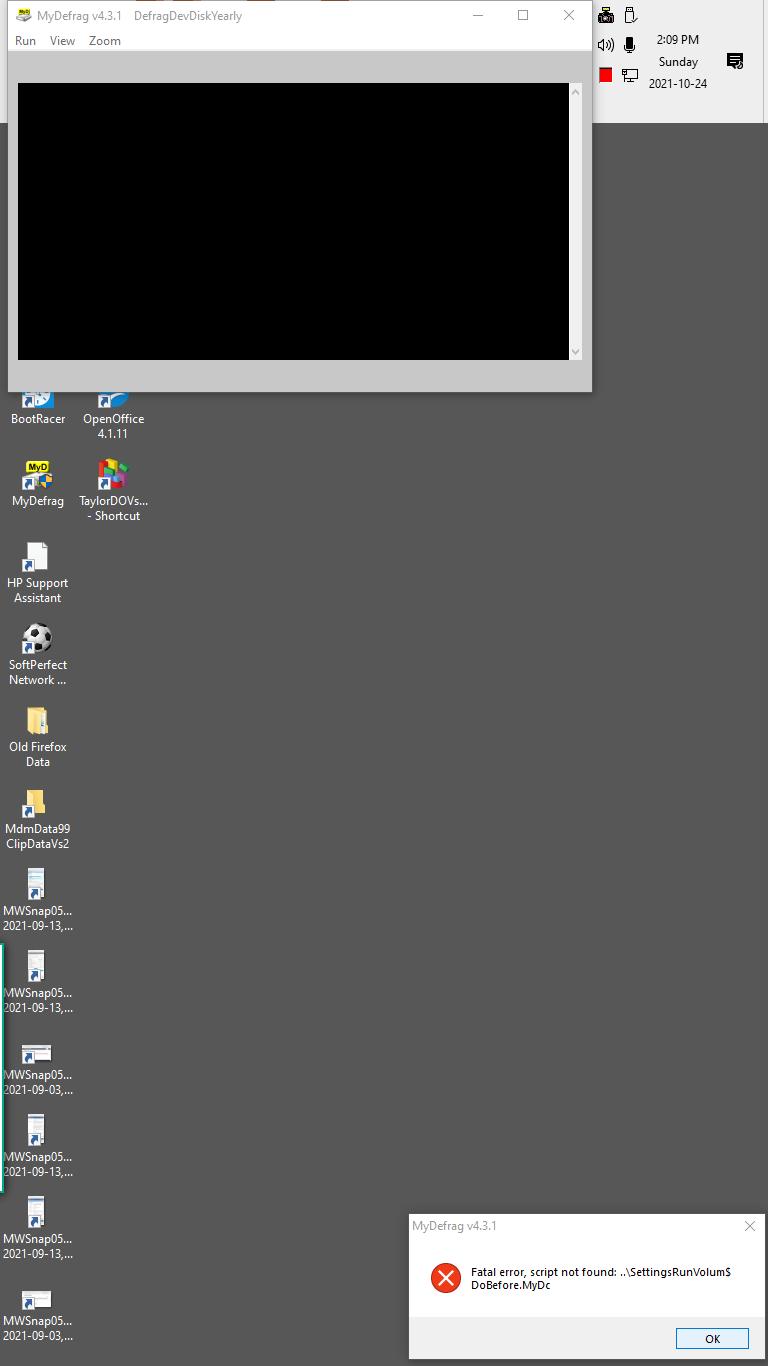 MyDefrag v4.3.1 DefragDevDiskYearly
Run View Zoom
2:09 PM
Sunday
2021-10-24
BootRacer
OpenOffice
4.1.11
MyD
MyDefrag
TaylorDOVs...
- Shortcut
HP Support
Assistant
SoftPerfect
Network ...
Old Firefox
Data
MdmData99
ClipDataVs2
MWSnap05...
2021-09-13,...
MWSnap05...
2021-09-13,...
MWSnap05...
2021-09-03,...
MWSnap05...
2021-09-13,...
MWSnap05...
2021-09-13,...
MWSnap05...
2021-09-03,...
MyDefrag v4.3.1
Fatal error, script not found: ..\SettingsRunVolum$
DoBefore.MyDc
OK